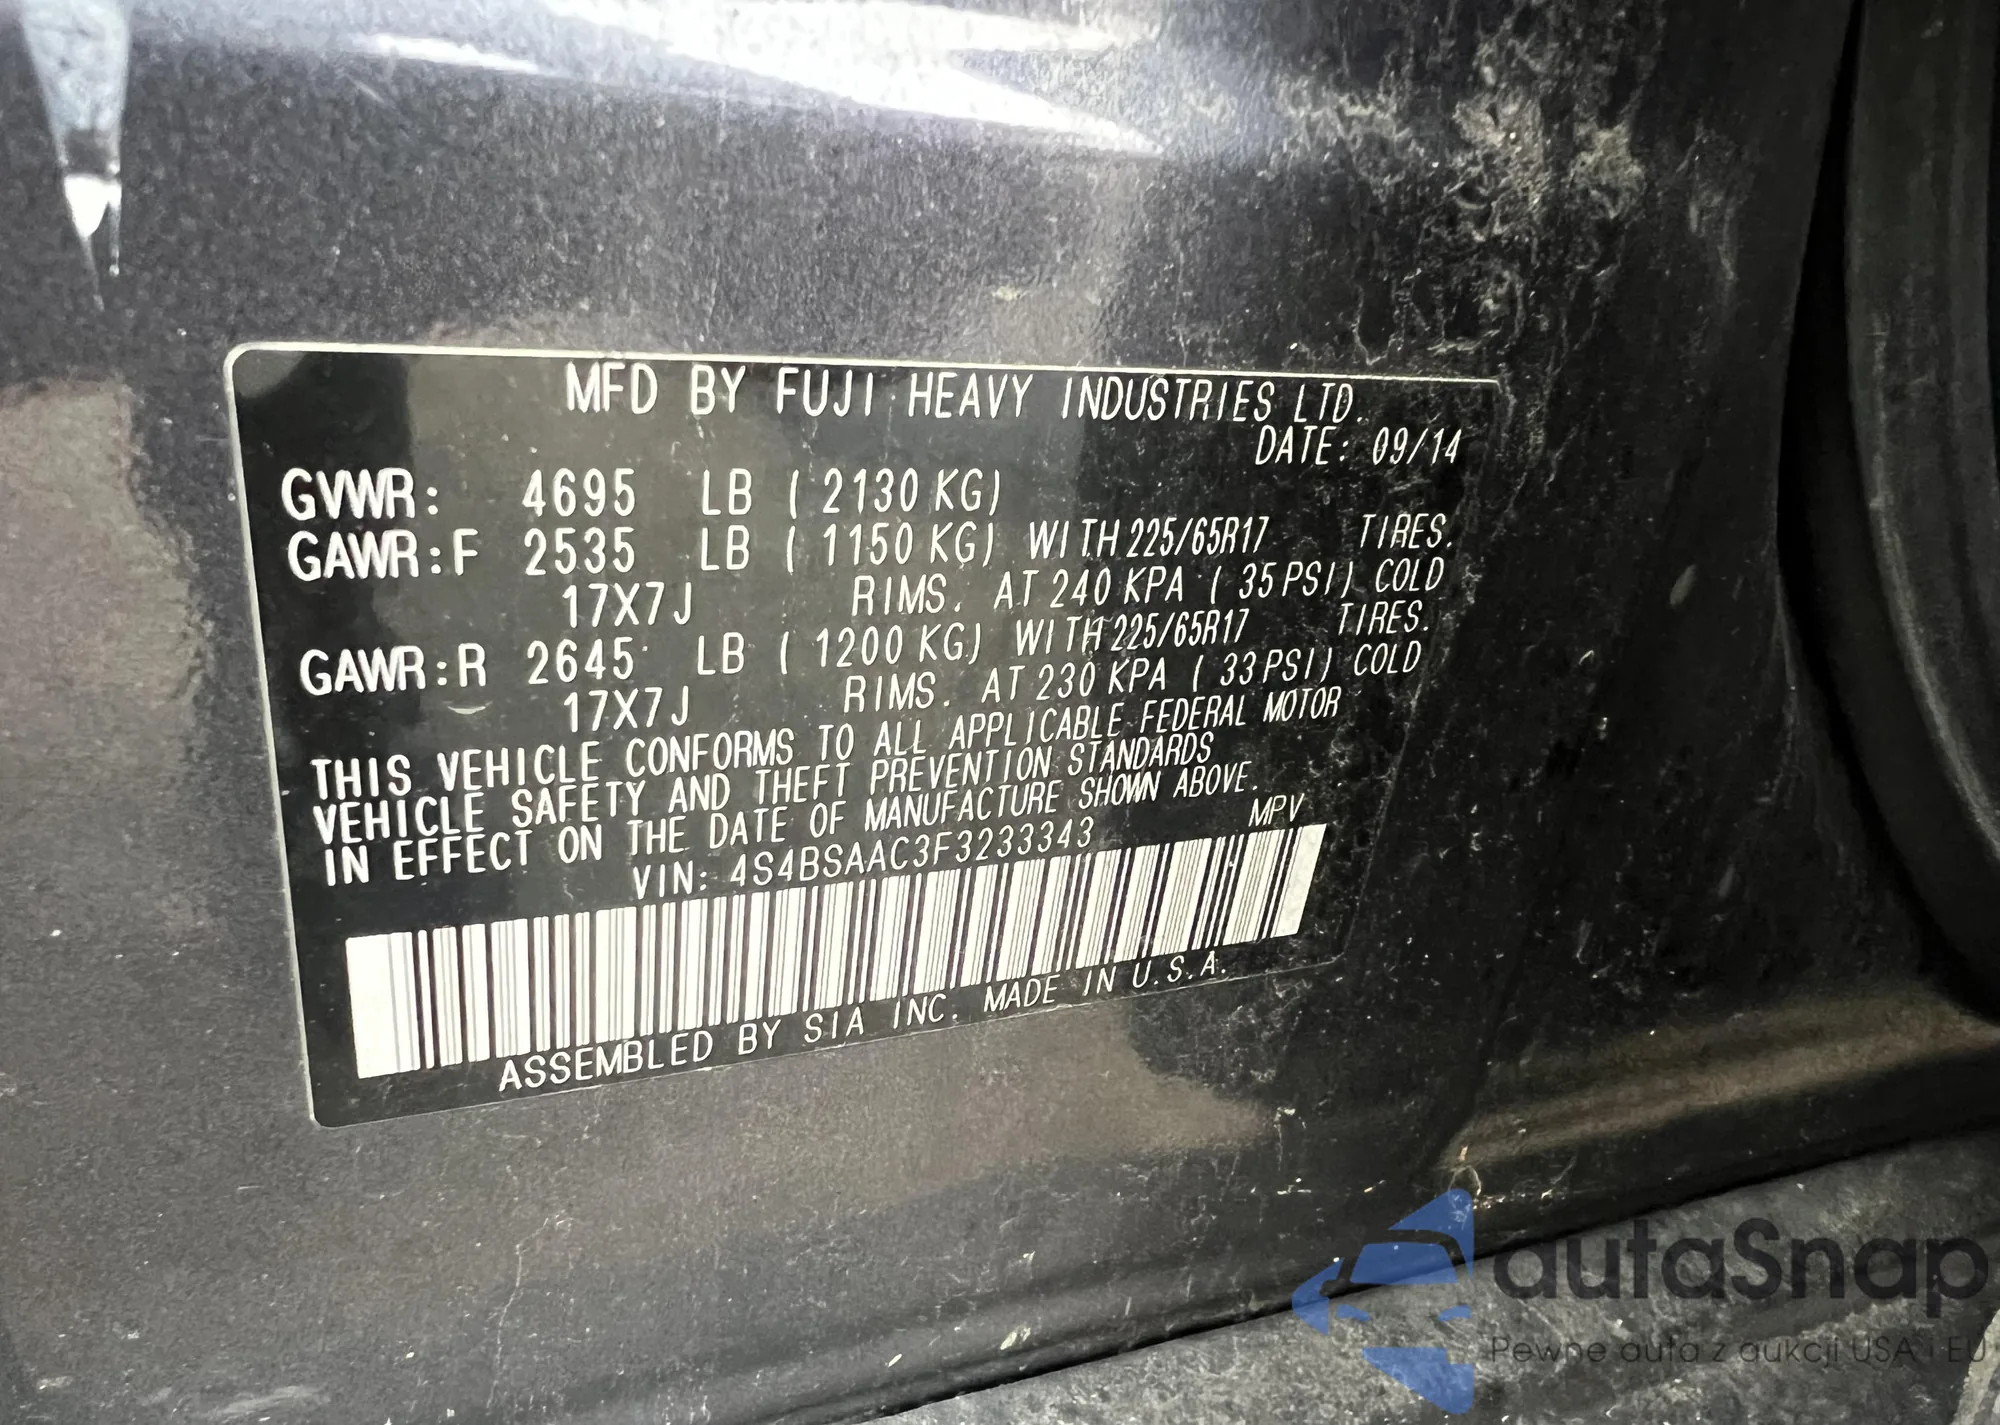 MFD BY FUJI HEAVY INDUSTRIES LTD.
DATE: 09/14
GVWR: 4695 LB ( 2130 KG)
GAWR:F 2535 LB ( 1150 KG) WITH 225/65R17 TIRES.
17X7J RIMS. AT 240 KPA ( 35 PSI) COLD
GAWR:R 2645 LB ( 1200 KG) WITH 225/65R17 TIRES.
17X7J RIMS. AT 230 KPA ( 33 PSI) COLD
THIS VEHICLE CONFORMS TO ALL APPLICABLE FEDERAL MOTOR
VEHICLE SAFETY AND THEFT PREVENTION STANDARDS
IN EFFECT ON THE DATE OF MANUFACTURE SHOWN ABOVE.
VIN: 4S4BSAAC3F3233343 MPV
ASSEMBLED BY SIA INC. MADE IN U.S.A.
autaSnap
Pewne auta z aukcji USA i EU